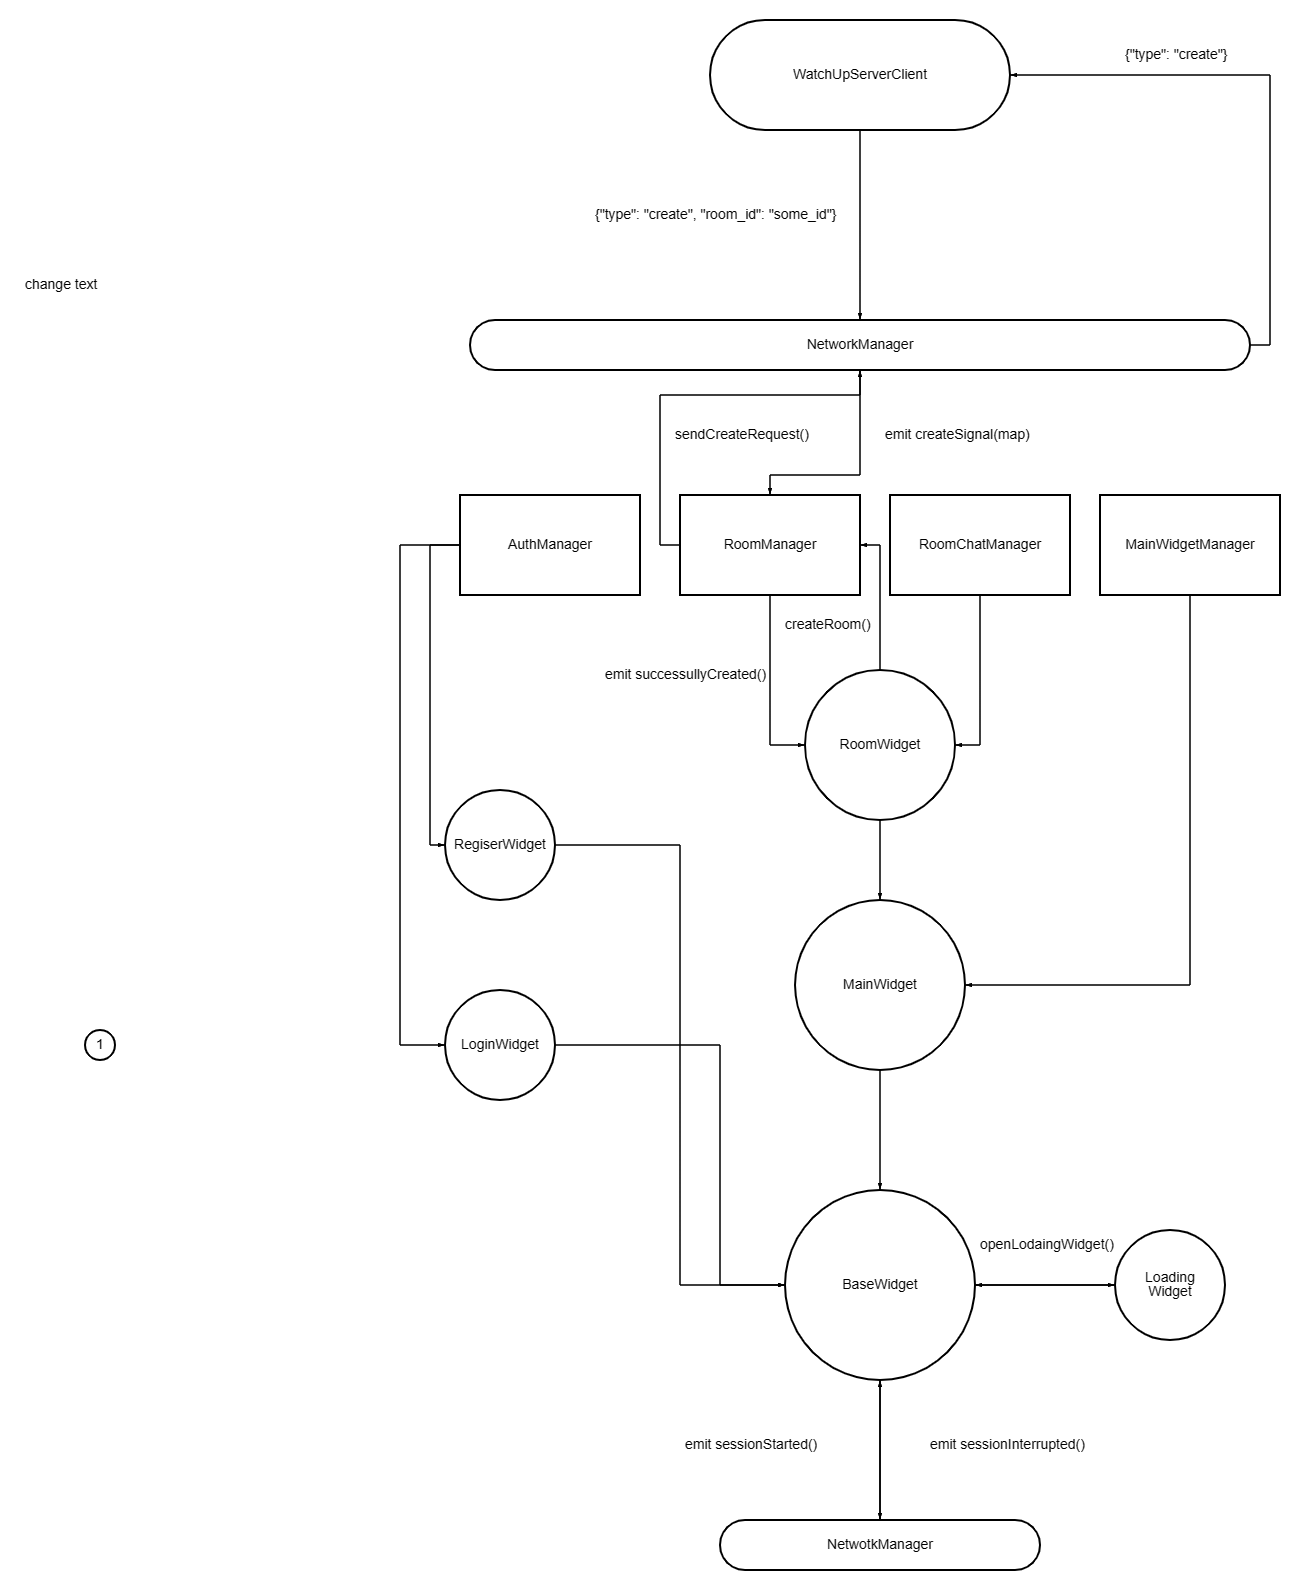 WatchUpServerClient
{"type": "create"}
{"type": "create", "room_id": "some_id"}
change text
NetworkManager
sendCreateRequest()
emit createSignal(map)
AuthManager
RoomManager
RoomChatManager
MainWidgetManager
createRoom()
emit successullyCreated()
RoomWidget
RegiserWidget
MainWidget
1
LoginWidget
openLodaingWidget()
BaseWidget
Loading
Widget
emit sessionStarted()
emit sessionInterrupted()
NetwotkManager